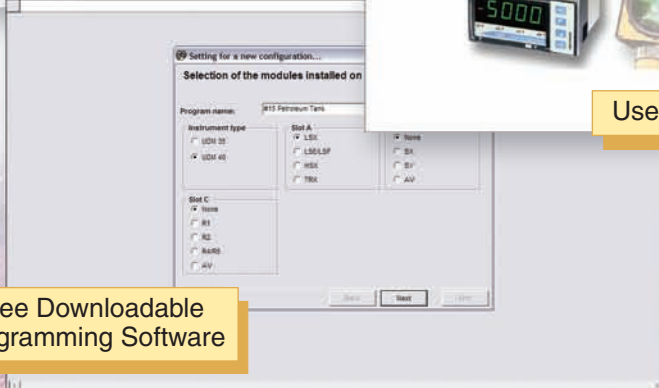 5000
Setting for a new configuration...
Selection of the modules installed on
Program name:
#15 Petroleum Tank
Instrument type
UDM 35
UDM 40
Slot A
LSX
LSE/LSF
HSX
TRX
None
SX
SV
AV
Slot C
None
R1
R2
R4/R5
AV
Back
Next
Use
ee Downloadable
gramming Software